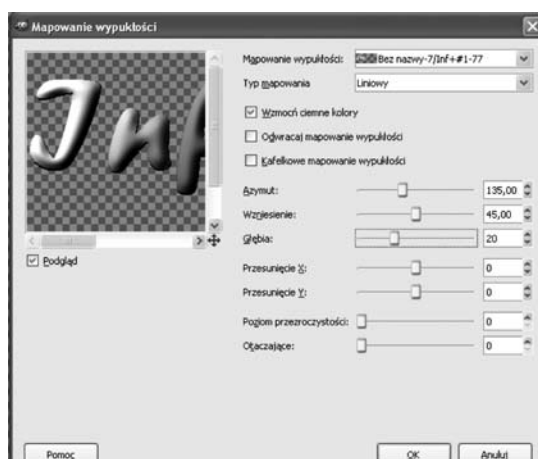 Mapowanie wypukłości
Inf
Podgląd
Mapowanie wypukłości: Bez nazwy-7/Inf+#1-77
Typ mapowania Liniowy
Wzmocń ciemne kolory
Odwracaj mapowanie wypukłości
Kafelkowe mapowanie wypukłości
Azymut: 135,00
Wzniesienie: 45,00
Głębia: 20
Przesunięcie X: 0
Przesunięcie Y: 0
Poziom przezroczystości: 0
Otaczające: 0
Pomoc OK Anuluj